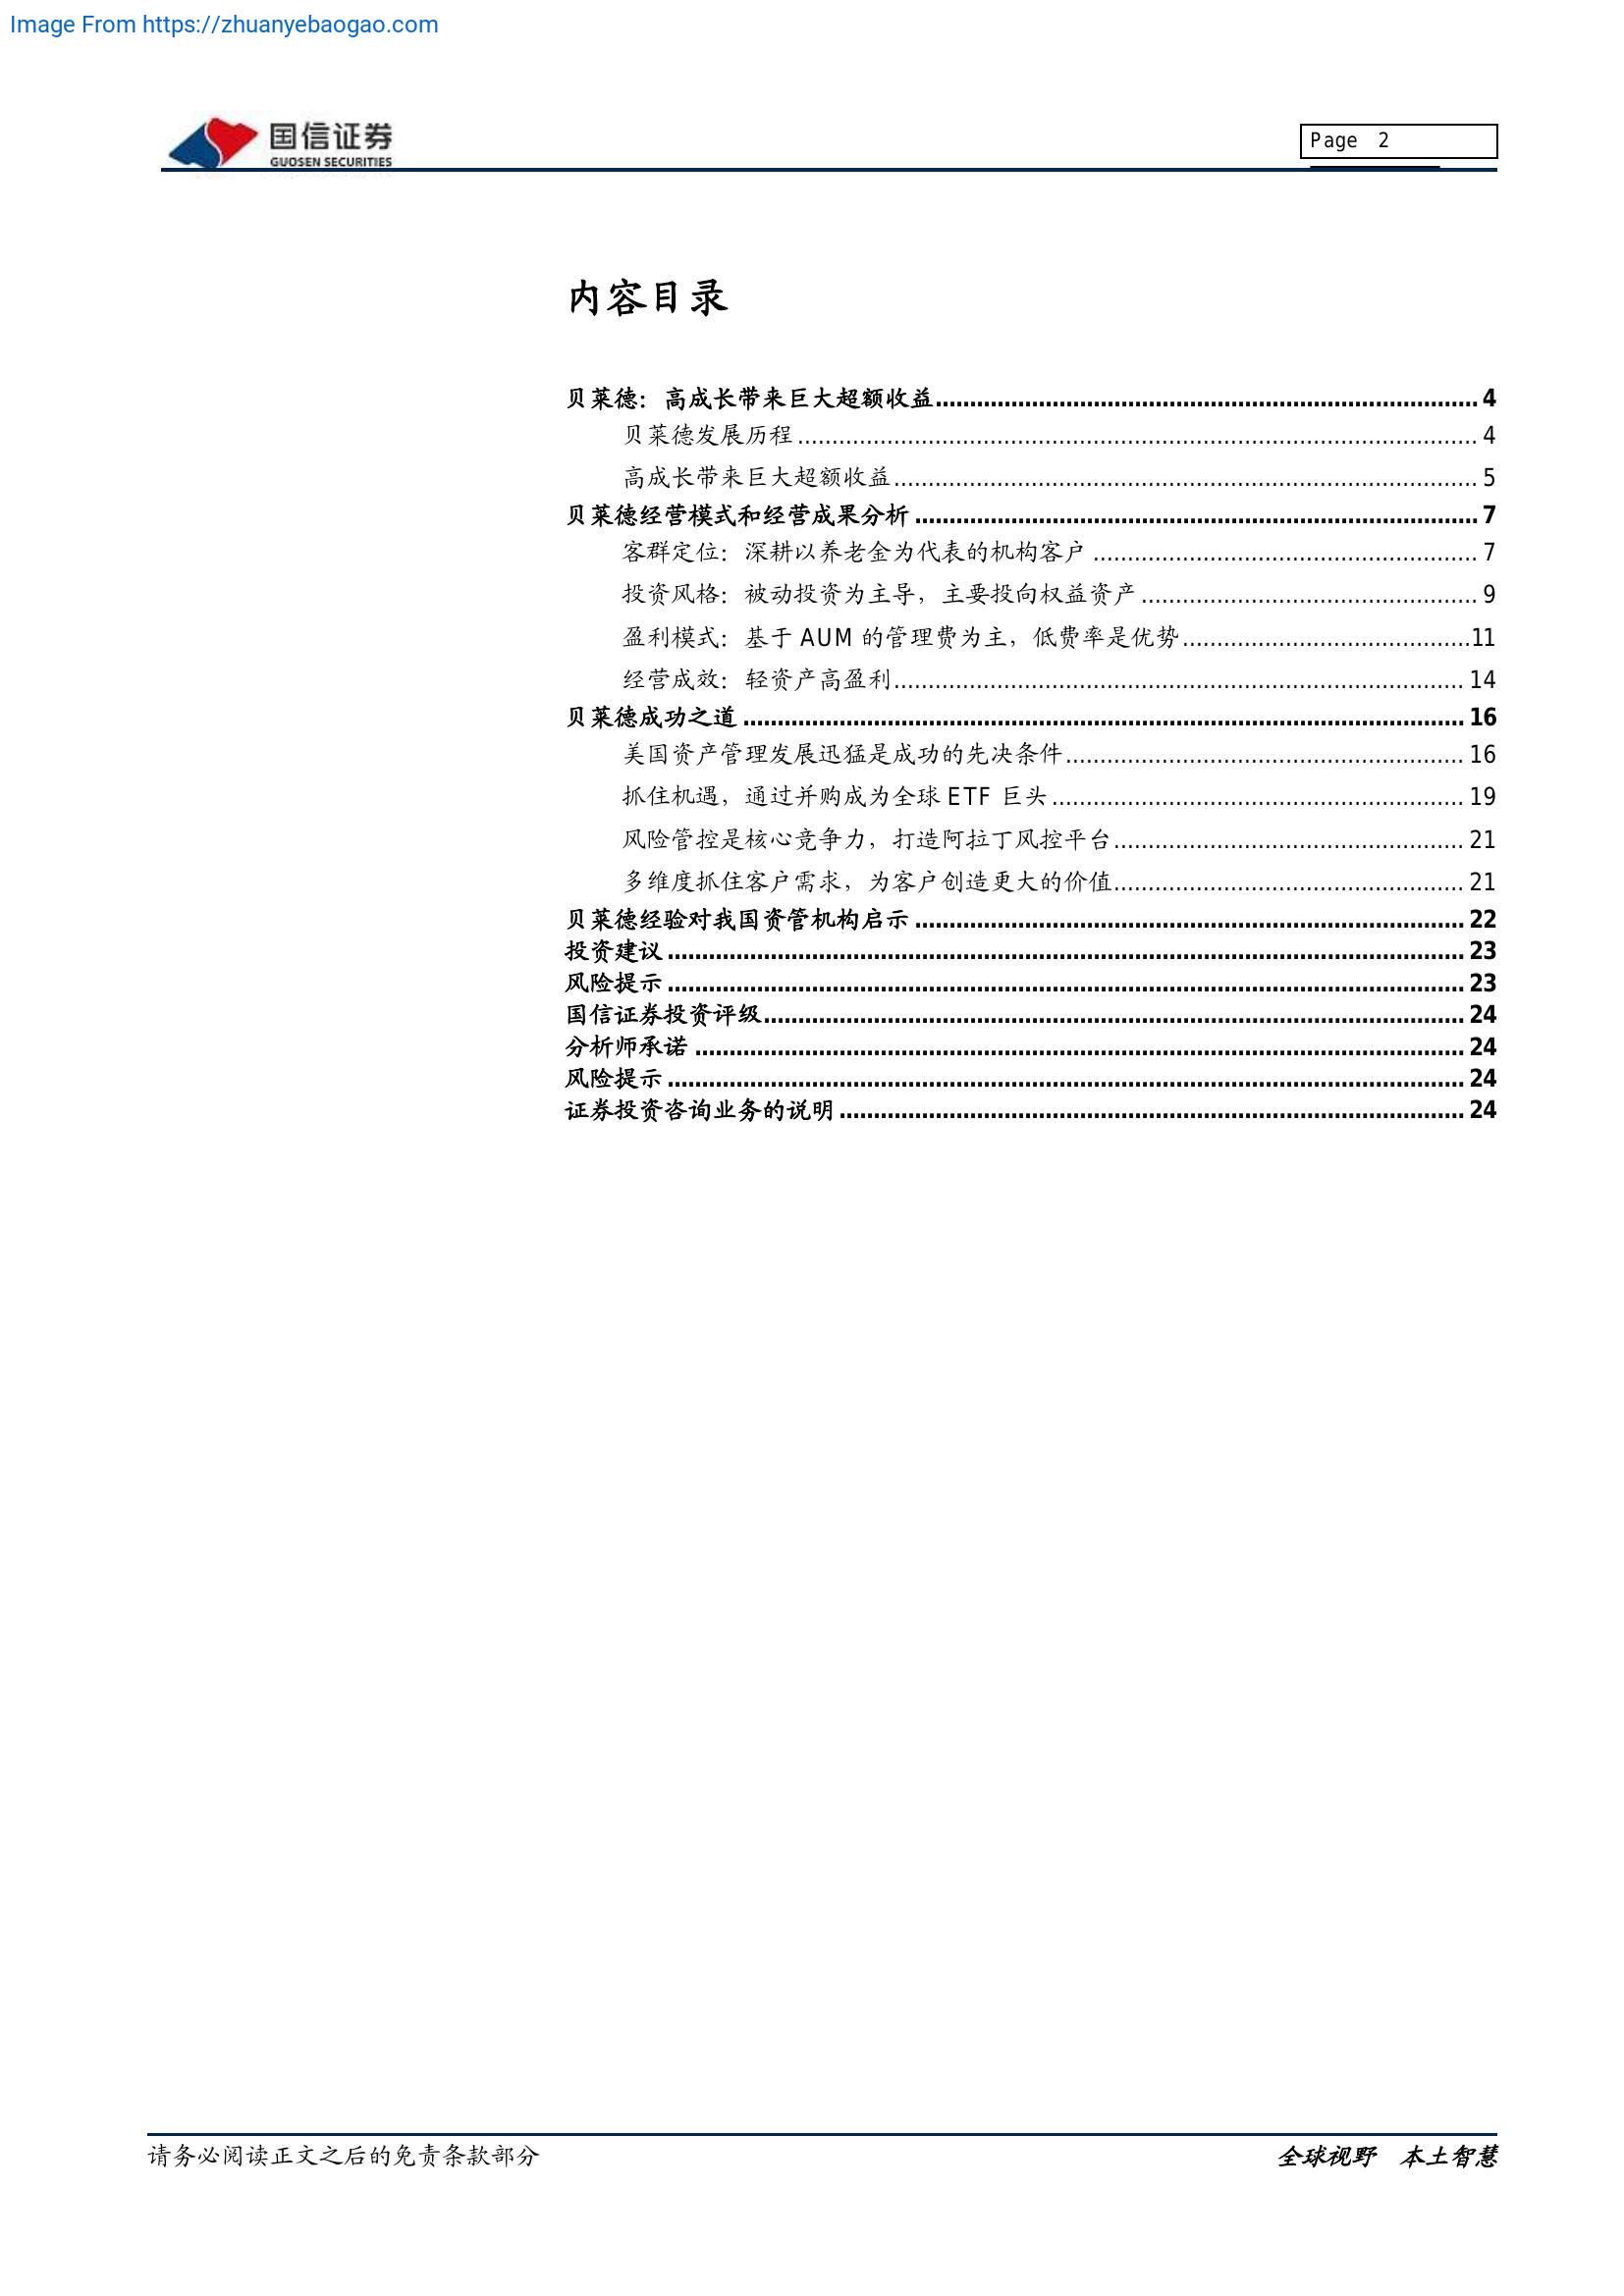 Image From https://zhuanyebaogao.com
国信证券
GUOSEN SECURITIES
Page 2
内容目录
贝莱德：高成长带来巨大超额收益 4
贝莱德发展历程 4
高成长带来巨大超额收益 5
贝莱德经营模式和经营成果分析 7
客群定位：深耕以养老金为代表的机构客户 7
投资风格：被动投资为主导，主要投向权益资产 9
盈利模式：基于 AUM 的管理费为主，低费率是优势 11
经营成效：轻资产高盈利 14
贝莱德成功之道 16
美国资产管理发展迅猛是成功的先决条件 16
抓住机遇，通过并购成为全球 ETF 巨头 19
风险管控是核心竞争力，打造阿拉丁风控平台 21
多维度抓住客户需求，为客户创造更大的价值 21
贝莱德经验对我国资管机构启示 22
投资建议 23
风险提示 23
国信证券投资评级 24
分析师承诺 24
风险提示 24
证券投资咨询业务的说明 24
请务必阅读正文之后的免责条款部分
全球视野 本土智慧